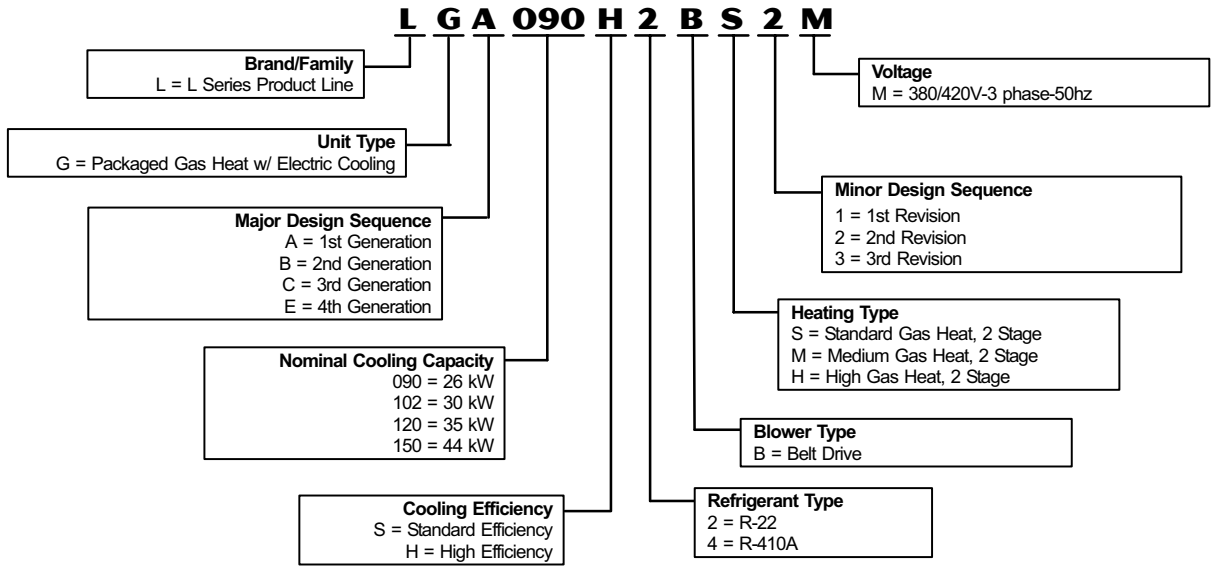 L G A 090 H 2 B S 2 M
Brand/Family
L = L Series Product Line
Voltage
M = 380/420V-3 phase-50hz
Unit Type
G = Packaged Gas Heat w/ Electric Cooling
Minor Design Sequence
1 = 1st Revision
2 = 2nd Revision
3 = 3rd Revision
Major Design Sequence
A = 1st Generation
B = 2nd Generation
C = 3rd Generation
E = 4th Generation
Heating Type
S = Standard Gas Heat, 2 Stage
M = Medium Gas Heat, 2 Stage
H = High Gas Heat, 2 Stage
Nominal Cooling Capacity
090 = 26 kW
102 = 30 kW
120 = 35 kW
150 = 44 kW
Blower Type
B = Belt Drive
Cooling Efficiency
S = Standard Efficiency
H = High Efficiency
Refrigerant Type
2 = R-22
4 = R-410A